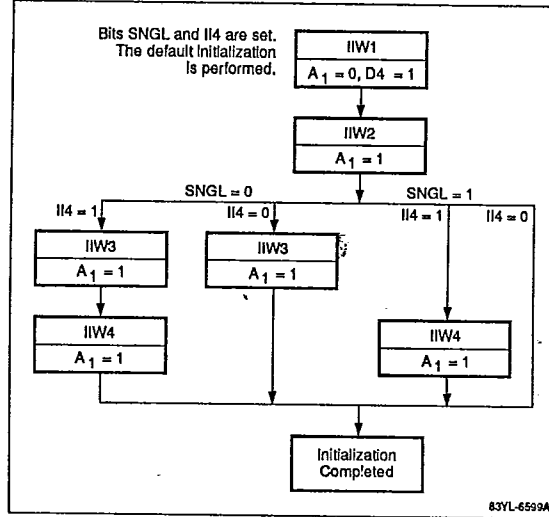 Bits SNGL and II4 are set.
The default Initialization
is performed.
IIW1
A1 = 0, D4 = 1
IIW2
A1 = 1
SNGL = 0
SNGL = 1
II4 = 1
II4 = 0
II4 = 1
II4 = 0
IIW3
A1 = 1
IIW3
A1 = 1
IIW4
A1 = 1
IIW4
A1 = 1
Initialization
Completed
83YL-6599A